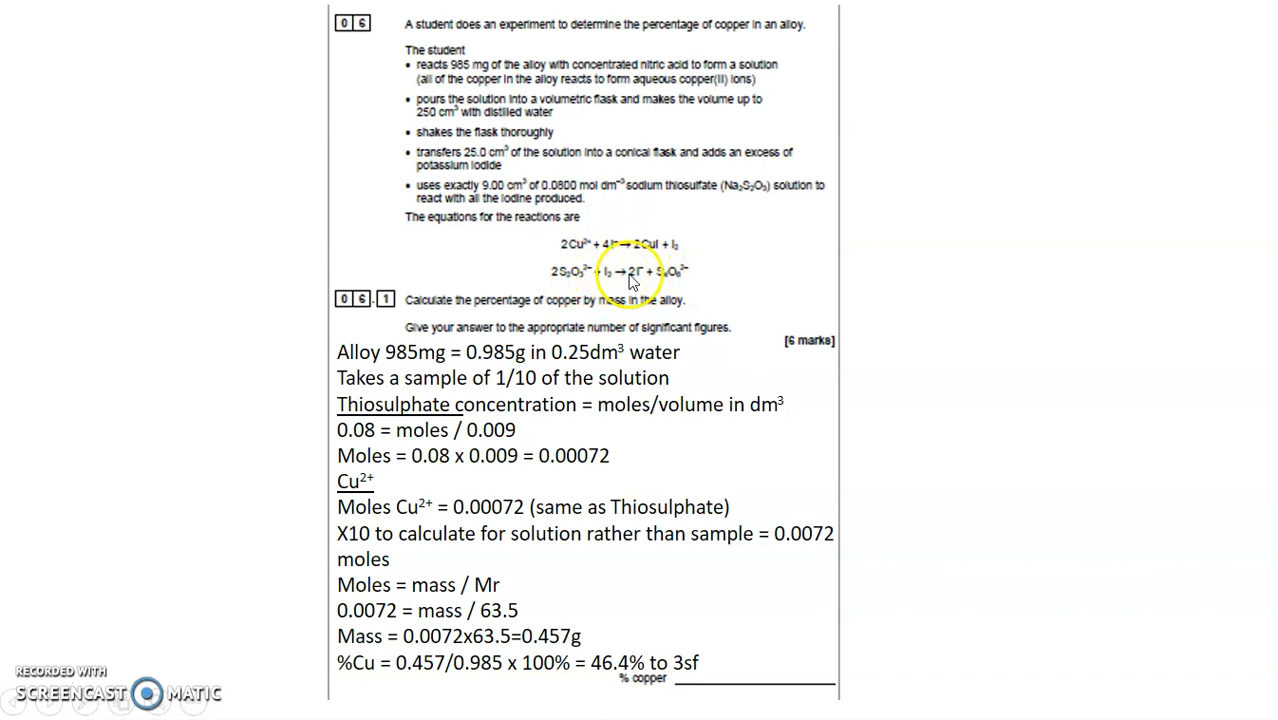 0 6 A student does an experiment to determine the percentage of copper in an alloy.
The student
• reacts 985 mg of the alloy with concentrated nitric acid to form a solution
(all of the copper in the alloy reacts to form aqueous copper(II) ions)
• pours the solution into a volumetric flask and makes the volume up to
250 cm³ with distilled water
• shakes the flask thoroughly
• transfers 25.0 cm³ of the solution into a conical flask and adds an excess of
potassium iodide
• uses exactly 9.00 cm³ of 0.0800 mol dm⁻³ sodium thiosulfate (Na₂S₂O₃) solution to
react with all the iodine produced.
The equations for the reactions are
2Cu²⁺ + 4I⁻ → 2CuI + I₂
2S₂O₃²⁻ + I₂ → 2I⁻ + S₄O₆²⁻
0 6 . 1 Calculate the percentage of copper by mass in the alloy.
Give your answer to the appropriate number of significant figures.
[6 marks]
Alloy 985mg = 0.985g in 0.25dm³ water
Takes a sample of 1/10 of the solution
Thiosulphate concentration = moles/volume in dm³
0.08 = moles / 0.009
Moles = 0.08 x 0.009 = 0.00072
Cu²⁺
Moles Cu²⁺ = 0.00072 (same as Thiosulphate)
X10 to calculate for solution rather than sample = 0.0072
moles
Moles = mass / Mr
0.0072 = mass / 63.5
Mass = 0.0072x63.5=0.457g
%Cu = 0.457/0.985 x 100% = 46.4% to 3sf
% copper
RECORDED WITH
SCREENCAST MATIC